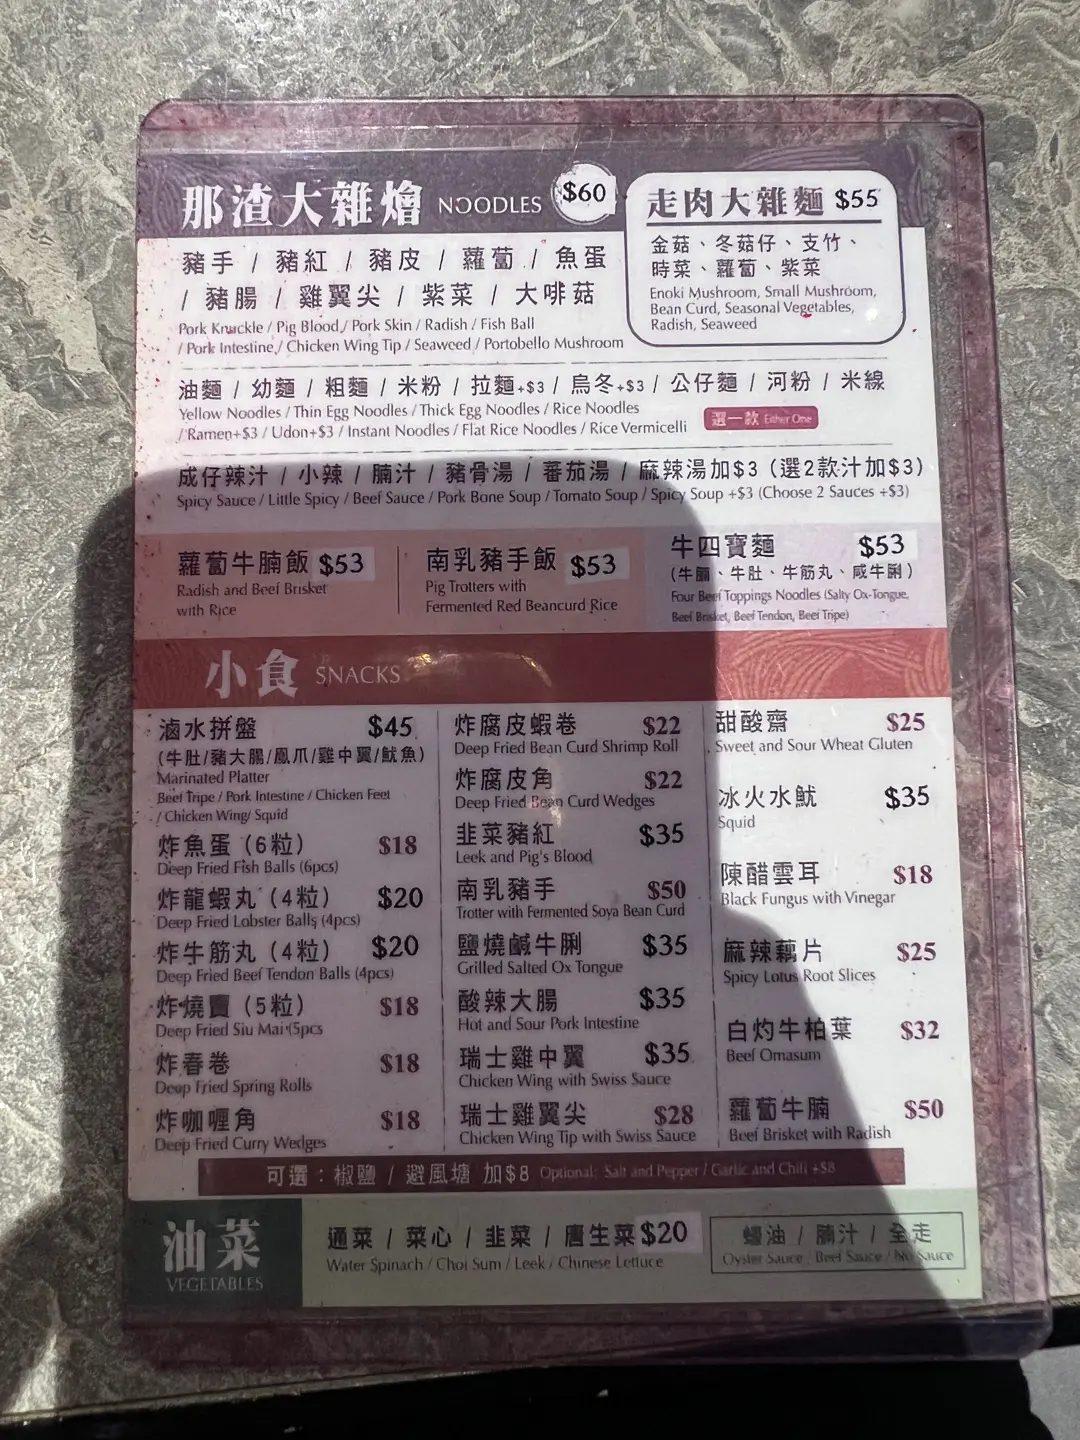 那渣大雜燴 NOODLES $60
豬手 / 豬紅 / 豬皮 / 蘿蔔 / 魚蛋
/ 豬腸 / 雞翼尖 / 紫菜 / 大啡菇
Pork Knuckle / Pig Blood / Pork Skin / Radish / Fish Ball
/ Pork Intestine / Chicken Wing Tip / Seaweed / Portobello Mushroom
走肉大雜麵 $55
金菇、冬菇仔、支竹、
時菜、蘿蔔、紫菜
Enoki Mushroom, Small Mushroom,
Bean Curd, Seasonal Vegetables,
Radish, Seaweed
油麵 / 幼麵 / 粗麵 / 米粉 / 拉麵+$3 / 烏冬+$3 / 公仔麵 / 河粉 / 米線
Yellow Noodles / Thin Egg Noodles / Thick Egg Noodles / Rice Noodles
/ Ramen+$3 / Udon+$3 / Instant Noodles / Flat Rice Noodles / Rice Vermicelli
選一款 Either One
成仔辣汁 / 小辣 / 腩汁 / 豬骨湯 / 蕃茄湯 / 麻辣湯加$3 (選2款汁加$3)
Spicy Sauce / Little Spicy / Beef Sauce / Pork Bone Soup / Tomato Soup / Spicy Soup +$3 (Choose 2 Sauces +$3)
蘿蔔牛腩飯 $53
Radish and Beef Brisket
with Rice
南乳豬手飯 $53
Pig Trotters with
Fermented Red Beancurd Rice
牛四寶麵 $53
(牛腩、牛肚、牛筋丸、咸牛脷)
Four Beef Toppings Noodles (Salty Ox-Tongue,
Beef Brisket, Beef Tendon, Beef Tripe)
小食 SNACKS
滷水拼盤 $45
(牛肚/豬大腸/鳳爪/雞中翼/魷魚)
Marinated Platter
Beef Tripe / Pork Intestine / Chicken Feet
/ Chicken Wing/ Squid
炸魚蛋 (6粒) $18
Deep Fried Fish Balls (6pcs)
炸龍蝦丸 (4粒) $20
Deep Fried Lobster Balls (4pcs)
炸牛筋丸 (4粒) $20
Deep Fried Beef Tendon Balls (4pcs)
炸燒賣 (5粒) $18
Deep Fried Siu Mai (5pcs
炸春卷 $18
Deep Fried Spring Rolls
炸咖喱角 $18
Deep Fried Curry Wedges
炸腐皮蝦卷 $22
Deep Fried Bean Curd Shrimp Roll
炸腐皮角 $22
Deep Fried Bean Curd Wedges
韭菜豬紅 $35
Leek and Pig's Blood
南乳豬手 $50
Trotter with Fermented Soya Bean Curd
鹽燒鹹牛脷 $35
Grilled Salted Ox Tongue
酸辣大腸 $35
Hot and Sour Pork Intestine
瑞士雞中翼 $35
Chicken Wing with Swiss Sauce
瑞士雞翼尖 $28
Chicken Wing Tip with Swiss Sauce
甜酸齋 $25
Sweet and Sour Wheat Gluten
冰火水魷 $35
Squid
陳醋雲耳 $18
Black Fungus with Vinegar
麻辣藕片 $25
Spicy Lotus Root Slices
白灼牛柏葉 $32
Beef Omasum
蘿蔔牛腩 $50
Beef Brisket with Radish
可選：椒鹽 / 避風塘 加$8 Optional: Salt and Pepper / Garlic and Chili +$8
油菜
VEGETABLES
通菜 / 菜心 / 韭菜 / 唐生菜 $20
Water Spinach / Choi Sum / Leek / Chinese Lettuce
蠔油 / 腩汁 / 全走
Oyster Sauce / Beef Sauce / No Sauce